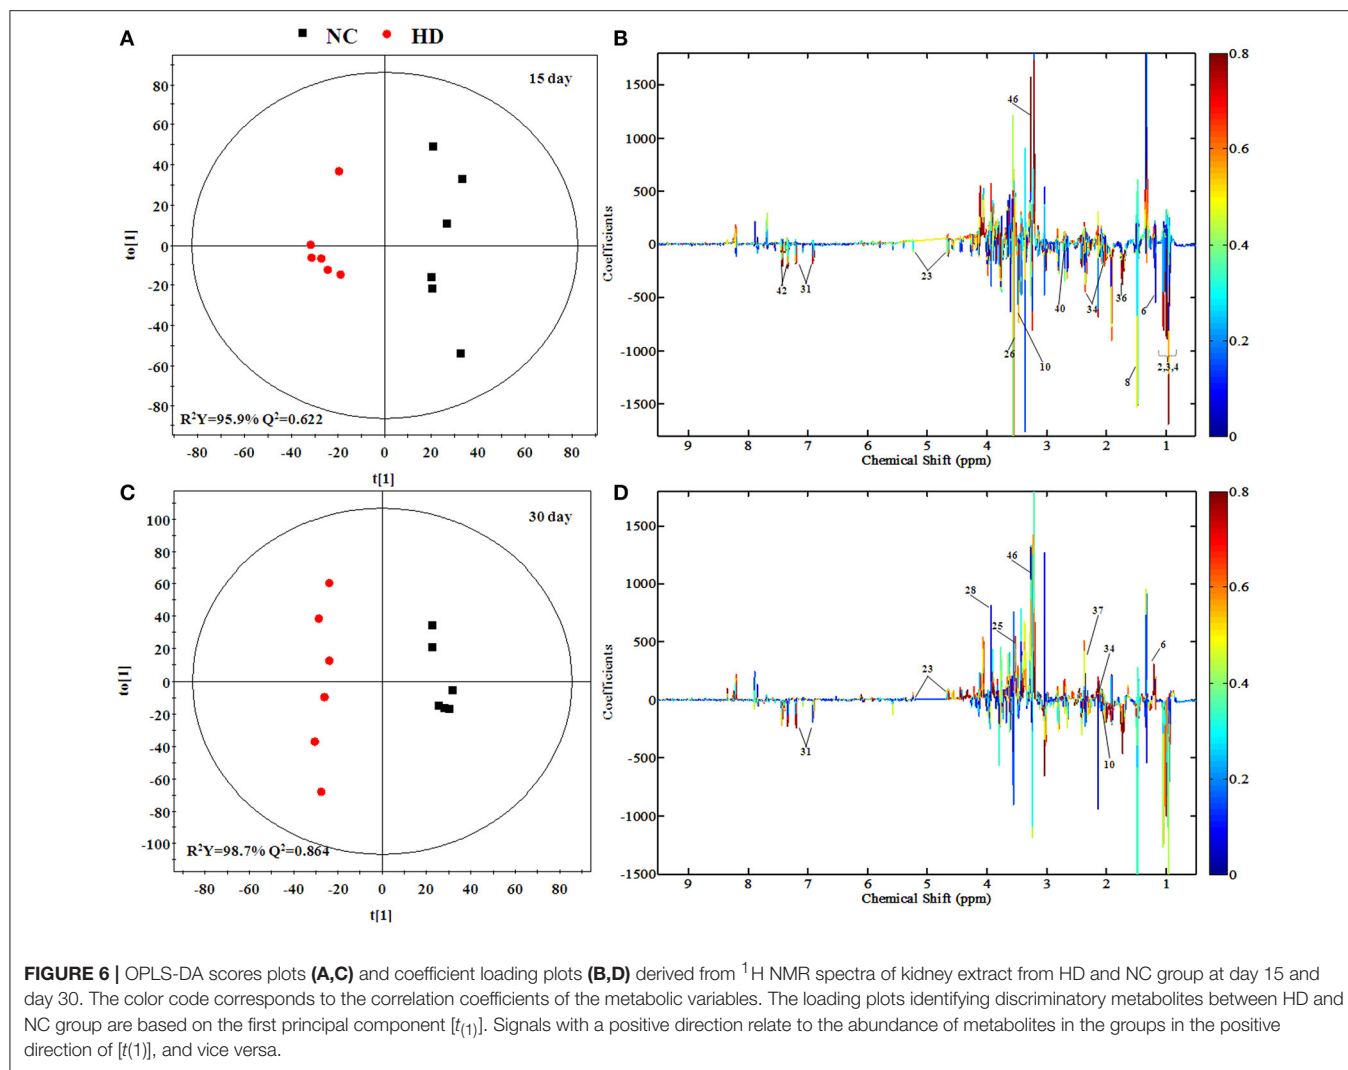 A
NC HD
15 day
to[1]
80
60
40
20
0
-20
-40
-60
-80
R²Y=95.9% Q²=0.622
-80 -60 -40 -20 0 20 40 60 80
t[1]
B
Coefficients
1500
1000
500
0
-500
-1000
-1500
46
42
31
23
26
10
40
34
36
6
8
2,3,4
9 8 7 6 5 4 3 2 1
Chemical Shift (ppm)
0.8
0.6
0.4
0.2
0
C
30 day
to[1]
100
80
60
40
20
0
-20
-40
-60
-80
-100
R²Y=98.7% Q²=0.864
-80 -60 -40 -20 0 20 40 60 80
t[1]
D
Coefficients
1500
1000
500
0
-500
-1000
-1500
46
28
25
37
34
6
23
31
10
9 8 7 6 5 4 3 2 1
Chemical Shift (ppm)
0.8
0.6
0.4
0.2
0
FIGURE 6 | OPLS-DA scores plots (A,C) and coefficient loading plots (B,D) derived from ¹H NMR spectra of kidney extract from HD and NC group at day 15 and
day 30. The color code corresponds to the correlation coefficients of the metabolic variables. The loading plots identifying discriminatory metabolites between HD and
NC group are based on the first principal component [t(1)]. Signals with a positive direction relate to the abundance of metabolites in the groups in the positive
direction of [t(1)], and vice versa.